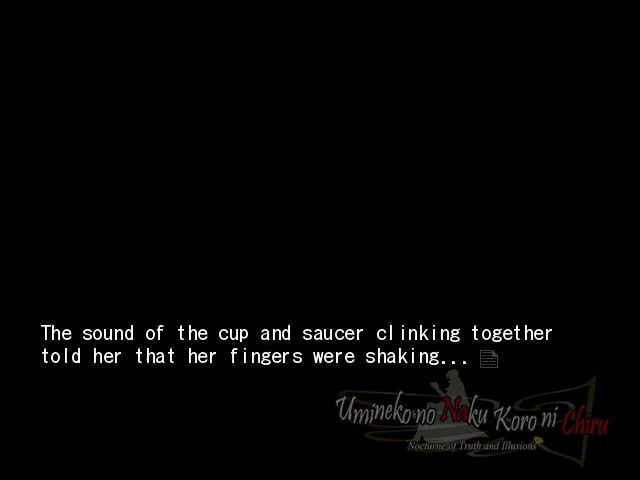 The sound of the cup and saucer clinking together
told her that her fingers were shaking...
Umineko no Naku Koro ni Chiru
Nocturne of Truth and Illusions